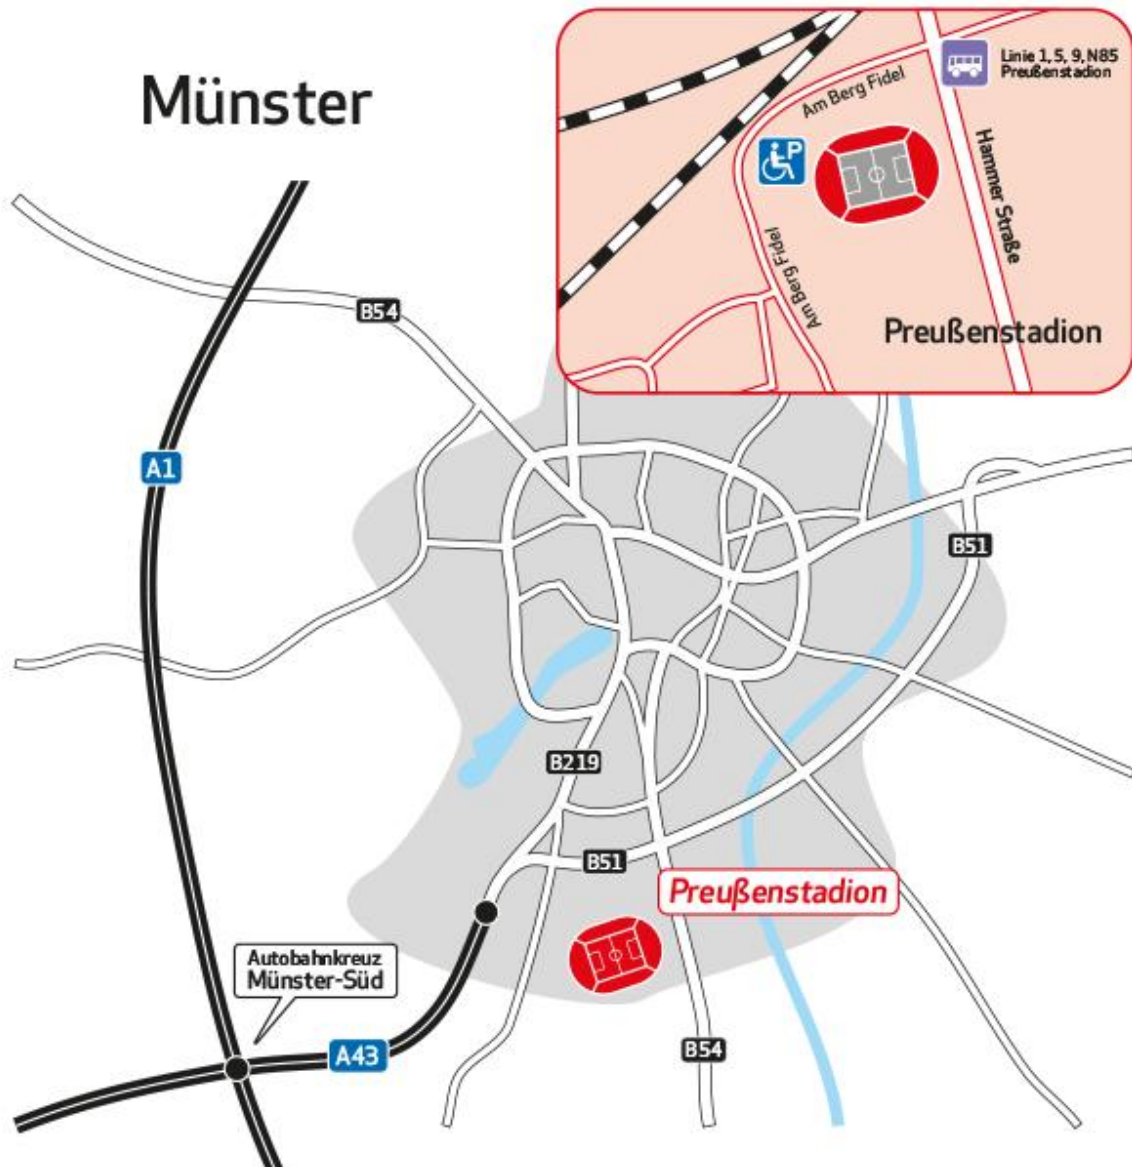 Münster
Linie 1, 5, 9, N85
Preußenstadion
Am Berg Fidel
Hammer Straße
Am Berg Fidel
Preußenstadion
B54
A1
B51
B219
B51
Preußenstadion
Autobahnkreuz
Münster-Süd
A43
B54
P